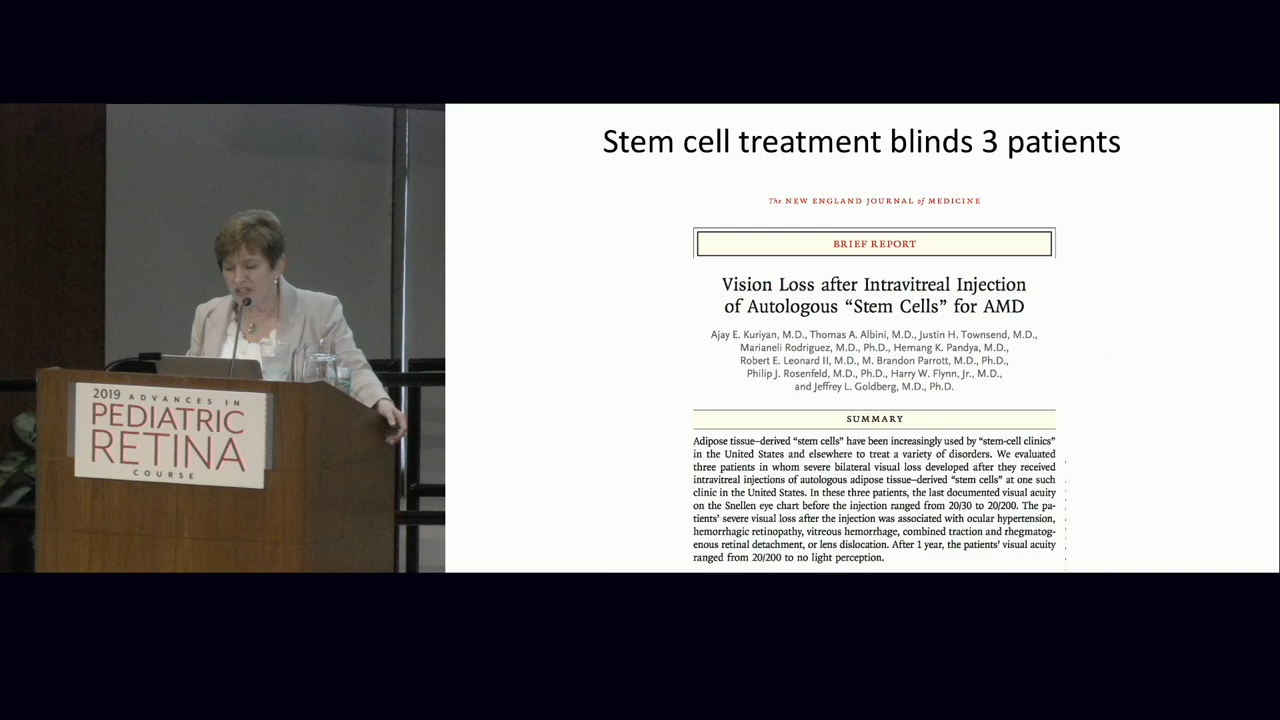 Stem cell treatment blinds 3 patients
The NEW ENGLAND JOURNAL of MEDICINE
BRIEF REPORT
Vision Loss after Intravitreal Injection
of Autologous “Stem Cells” for AMD
Ajay E. Kuriyan, M.D., Thomas A. Albini, M.D., Justin H. Townsend, M.D.,
Marianeli Rodriguez, M.D., Ph.D., Hemang K. Pandya, M.D.,
Robert E. Leonard II, M.D., M. Brandon Parrott, M.D., Ph.D.,
Philip J. Rosenfeld, M.D., Ph.D., Harry W. Flynn, Jr., M.D.,
and Jeffrey L. Goldberg, M.D., Ph.D.
SUMMARY
Adipose tissue–derived “stem cells” have been increasingly used by “stem-cell clinics”
in the United States and elsewhere to treat a variety of disorders. We evaluated
three patients in whom severe bilateral visual loss developed after they received
intravitreal injections of autologous adipose tissue–derived “stem cells” at one such
clinic in the United States. In these three patients, the last documented visual acuity
on the Snellen eye chart before the injection ranged from 20/30 to 20/200. The pa-
tients’ severe visual loss after the injection was associated with ocular hypertension,
hemorrhagic retinopathy, vitreous hemorrhage, combined traction and rhegmatog-
enous retinal detachment, or lens dislocation. After 1 year, the patients’ visual acuity
ranged from 20/200 to no light perception.
2019 ADVANCES IN
PEDIATRIC
RETINA
COURSE